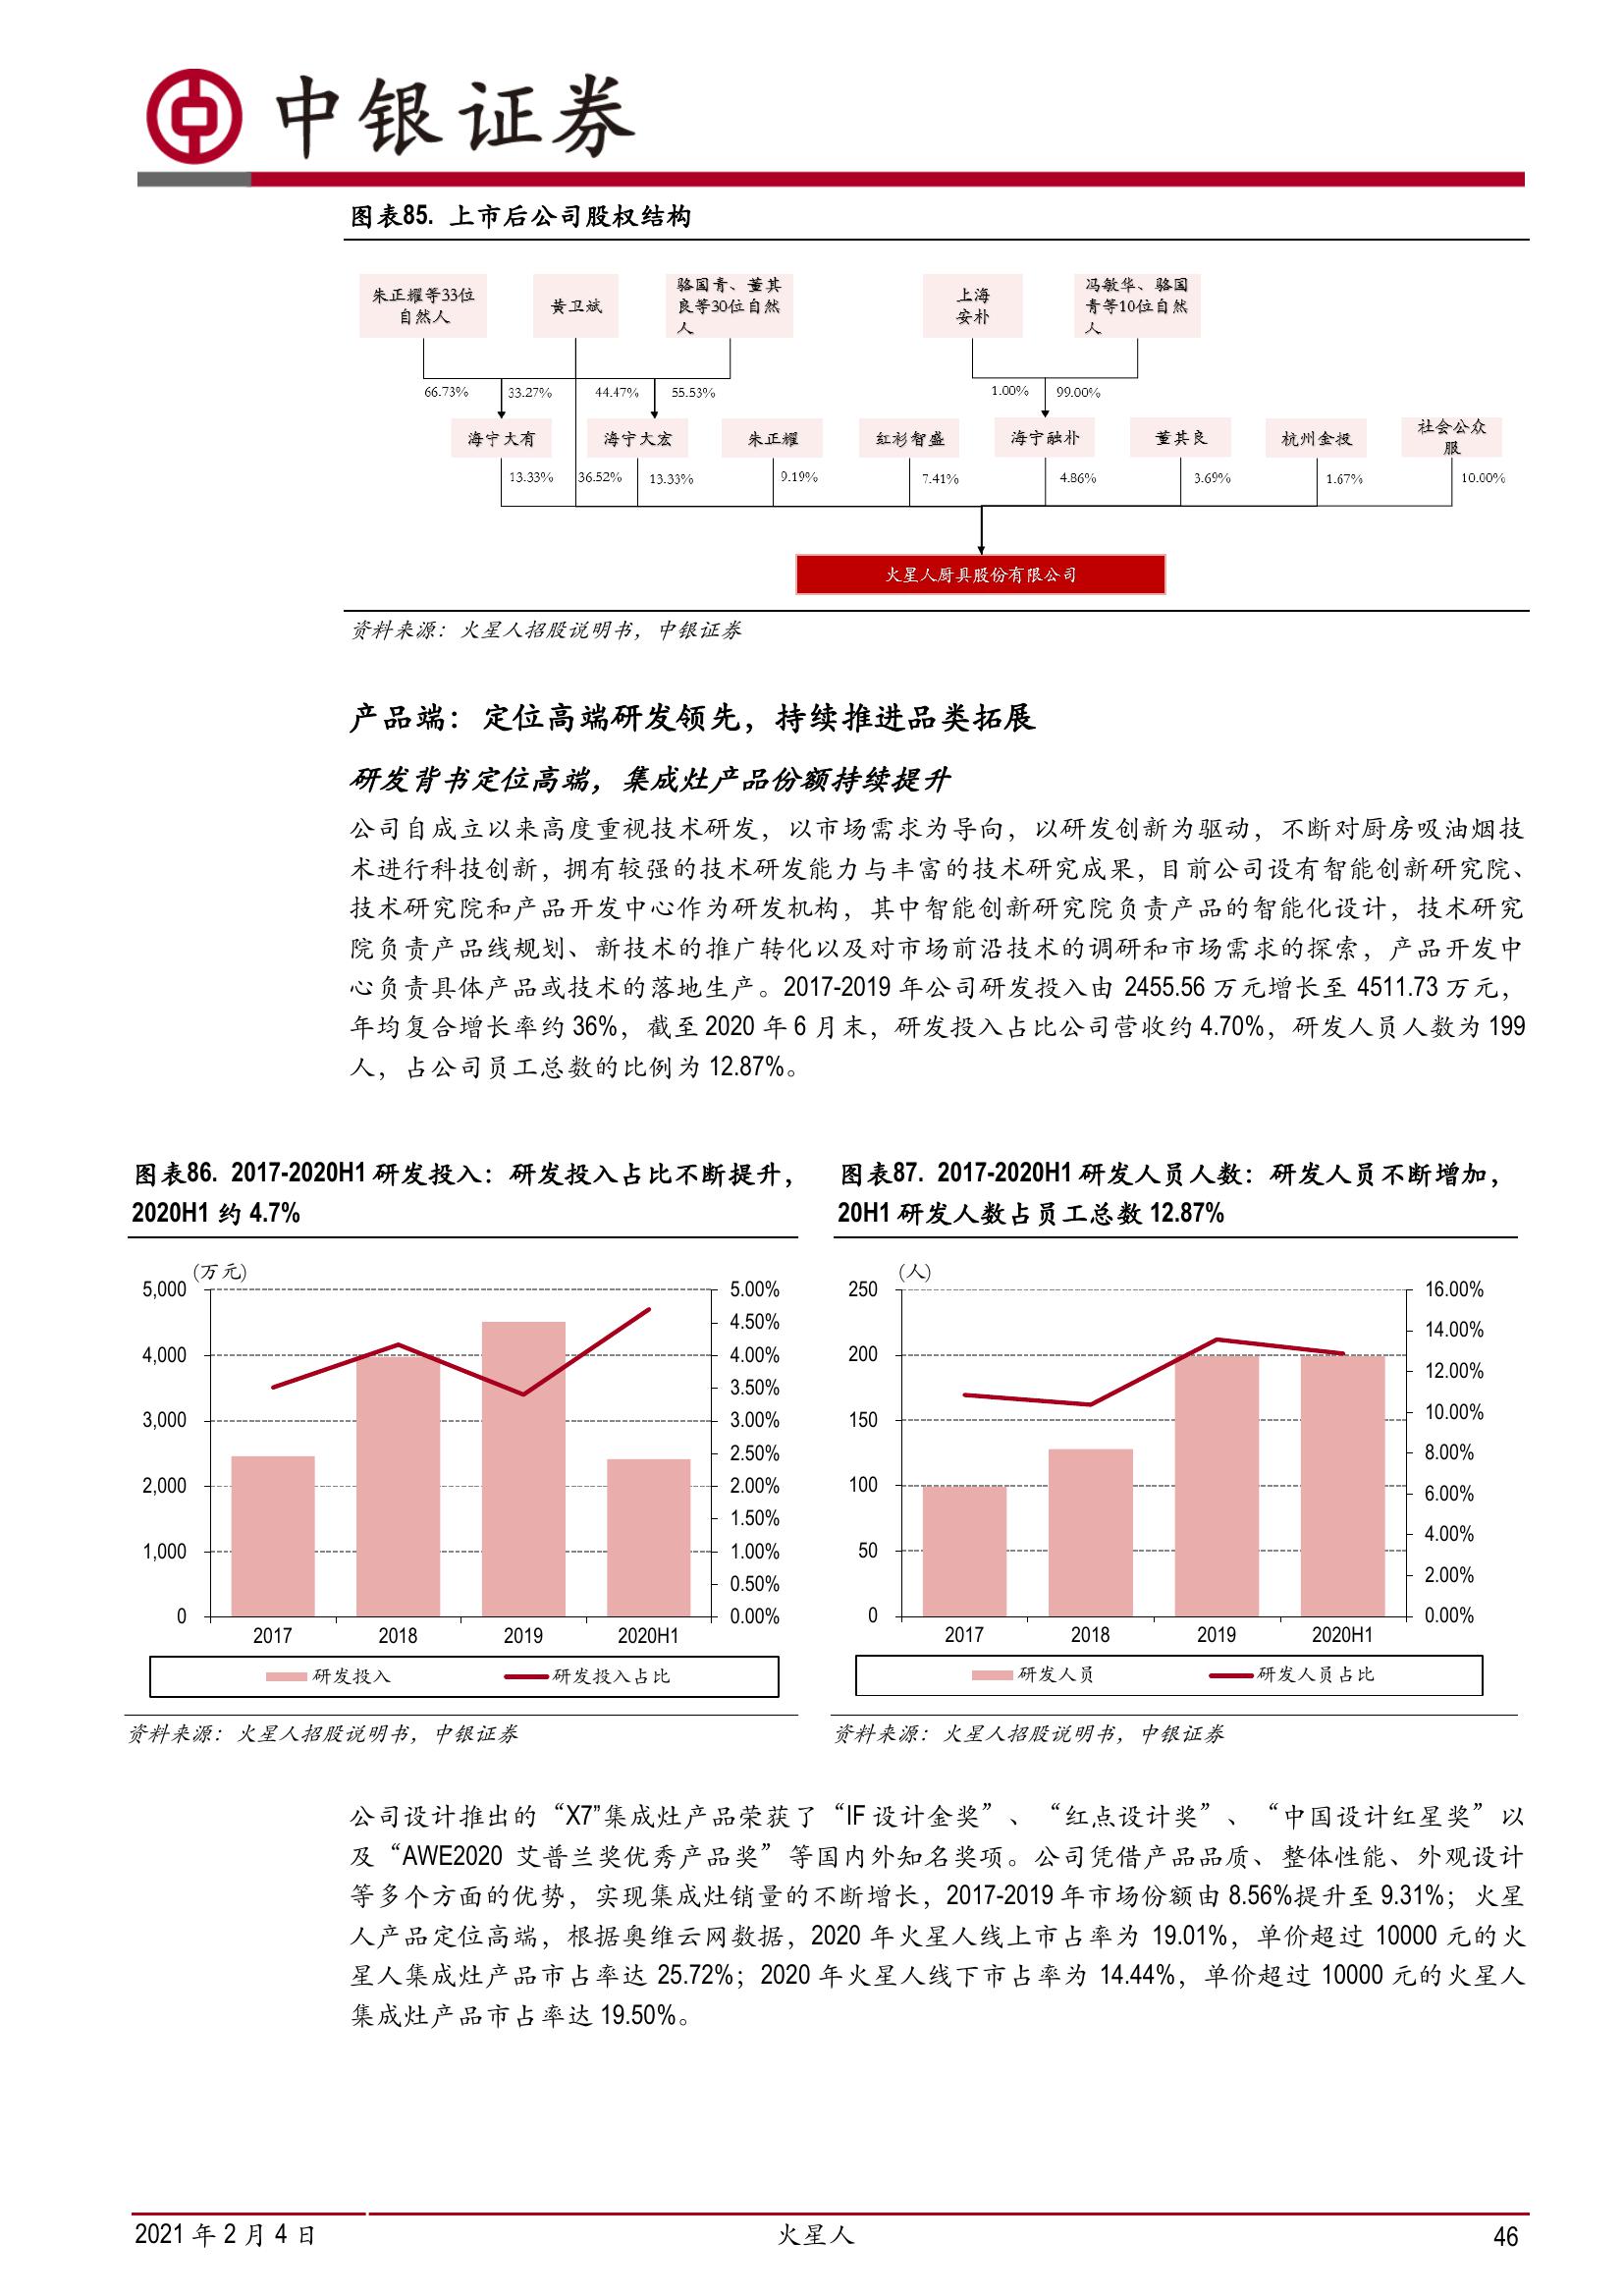 中银证券
图表85. 上市后公司股权结构
朱正耀等33位
自然人
黄卫斌
骆国青、董其
良等30位自然
人
上海
安朴
冯敏华、骆国
青等10位自然
人
66.73%
33.27%
44.47%
55.53%
1.00%
99.00%
海宁大有
海宁大宏
朱正耀
红衫智盛
海宁融朴
董其良
杭州金投
社会公众
服
13.33%
36.52%
13.33%
9.19%
7.41%
4.86%
3.69%
1.67%
10.00%
火星人厨具股份有限公司
资料来源：火星人招股说明书，中银证券
产品端：定位高端研发领先，持续推进品类拓展
研发背书定位高端，集成灶产品份额持续提升
公司自成立以来高度重视技术研发，以市场需求为导向，以研发创新为驱动，不断对厨房吸油烟技
术进行科技创新，拥有较强的技术研发能力与丰富的技术研究成果，目前公司设有智能创新研究院、
技术研究院和产品开发中心作为研发机构，其中智能创新研究院负责产品的智能化设计，技术研究
院负责产品线规划、新技术的推广转化以及对市场前沿技术的调研和市场需求的探索，产品开发中
心负责具体产品或技术的落地生产。2017-2019 年公司研发投入由 2455.56 万元增长至 4511.73 万元，
年均复合增长率约 36%，截至 2020 年 6 月末，研发投入占比公司营收约 4.70%，研发人员人数为 199
人，占公司员工总数的比例为 12.87%。
图表86. 2017-2020H1 研发投入：研发投入占比不断提升，
2020H1 约 4.7%
(万元)
5,000
4,000
3,000
2,000
1,000
0
5.00%
4.50%
4.00%
3.50%
3.00%
2.50%
2.00%
1.50%
1.00%
0.50%
0.00%
2017
2018
2019
2020H1
研发投入
研发投入占比
资料来源：火星人招股说明书，中银证券
图表87. 2017-2020H1 研发人员人数：研发人员不断增加，
20H1 研发人数占员工总数 12.87%
(人)
250
200
150
100
50
0
16.00%
14.00%
12.00%
10.00%
8.00%
6.00%
4.00%
2.00%
0.00%
2017
2018
2019
2020H1
研发人员
研发人员占比
资料来源：火星人招股说明书，中银证券
公司设计推出的“X7”集成灶产品荣获了“IF 设计金奖”、“红点设计奖”、“中国设计红星奖”以
及“AWE2020 艾普兰奖优秀产品奖”等国内外知名奖项。公司凭借产品品质、整体性能、外观设计
等多个方面的优势，实现集成灶销量的不断增长，2017-2019 年市场份额由 8.56%提升至 9.31%；火星
人产品定位高端，根据奥维云网数据，2020 年火星人线上市占率为 19.01%，单价超过 10000 元的火
星人集成灶产品市占率达 25.72%；2020 年火星人线下市占率为 14.44%，单价超过 10000 元的火星人
集成灶产品市占率达 19.50%。
2021 年 2 月 4 日
火星人
46